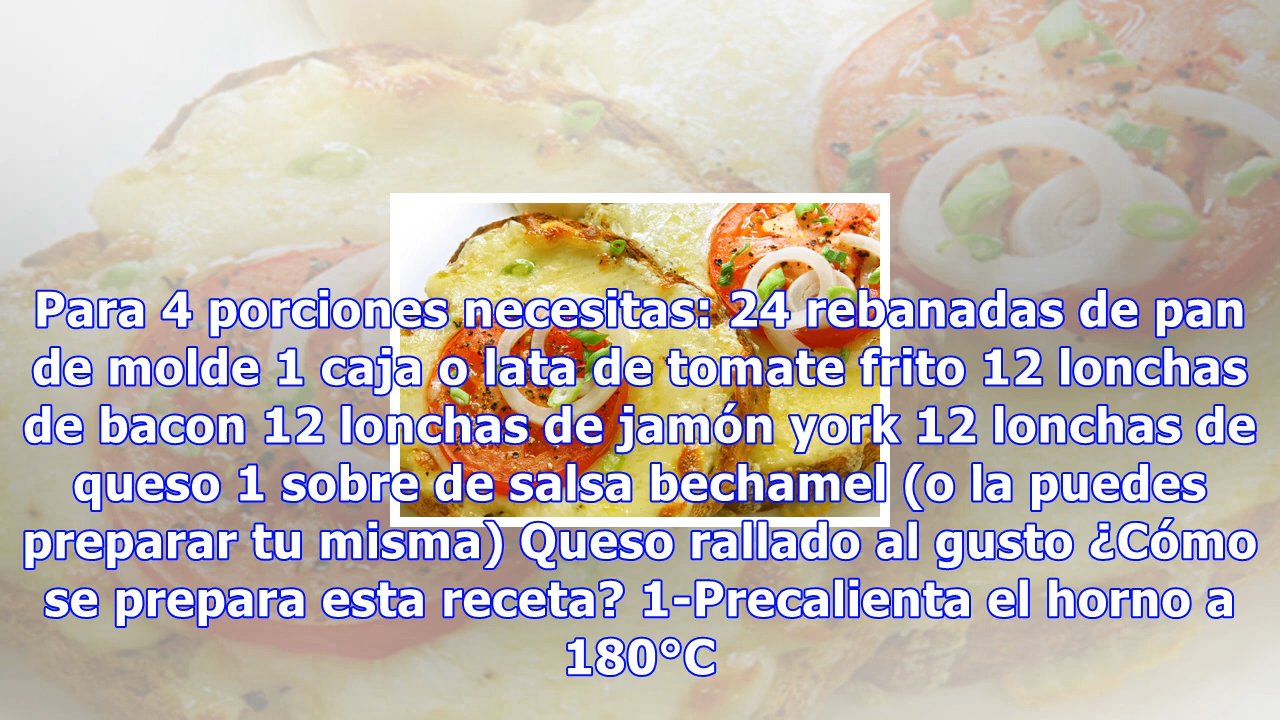 Para 4 porciones necesitas: 24 rebanadas de pan
de molde 1 caja o lata de tomate frito 12 lonchas
de bacon 12 lonchas de jamón york 12 lonchas de
queso 1 sobre de salsa bechamel (o la puedes
preparar tu misma) Queso rallado al gusto ¿Cómo
se prepara esta receta? 1-Precalienta el horno a
180°C